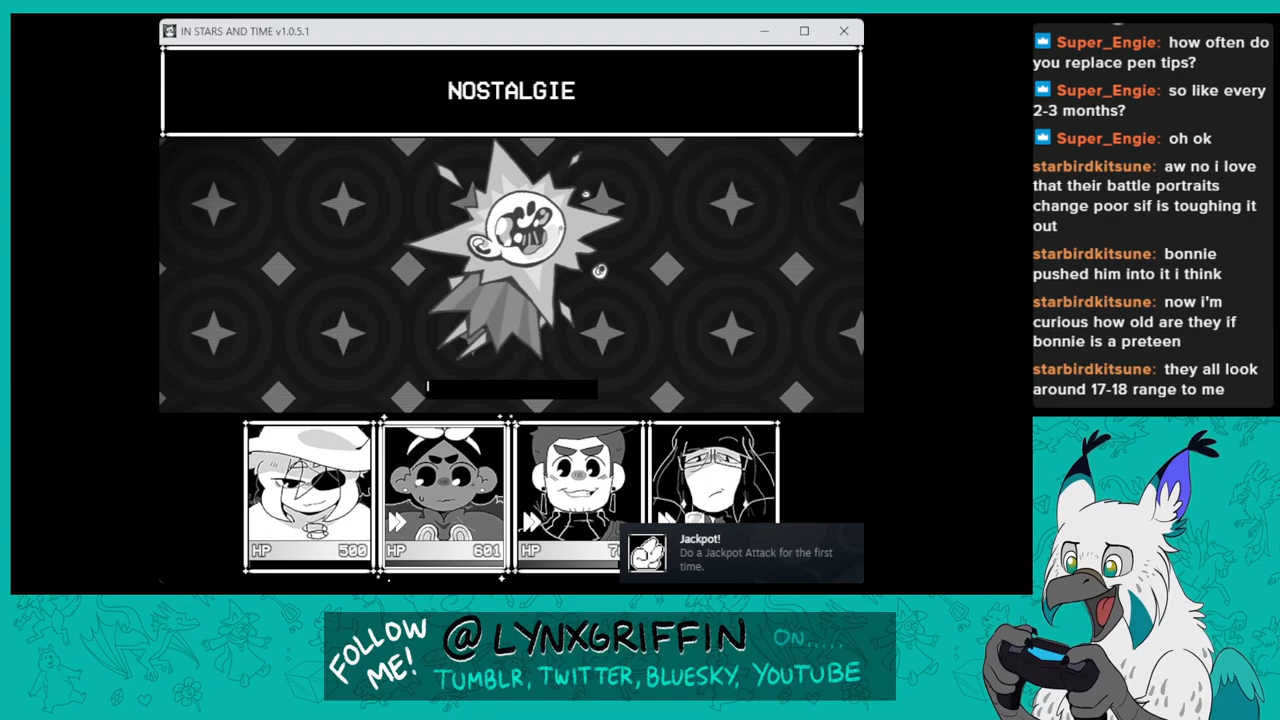 IN STARS AND TIME v1.0.5.1
NOSTALGIE
HP 500
HP 601
HP
Jackpot!
Do a Jackpot Attack for the first
time.
Super_Engie: how often do
you replace pen tips?
Super_Engie: so like every
2-3 months?
Super_Engie: oh ok
starbirdkitsune: aw no i love
that their battle portraits
change poor sif is toughing it
out
starbirdkitsune: bonnie
pushed him into it i think
starbirdkitsune: now i'm
curious how old are they if
bonnie is a preteen
starbirdkitsune: they all look
around 17-18 range to me
FOLLOW
ME!
@LYNXGRIFFIN ON.....
TUMBLR, TWITTER, BLUESKY, YOUTUBE